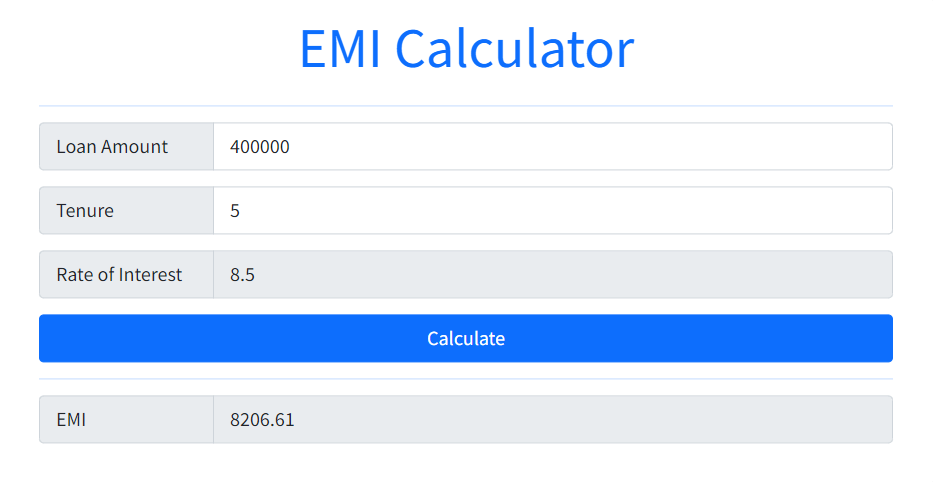 EMI Calculator
Loan Amount 400000
Tenure 5
Rate of Interest 8.5
Calculate
EMI 8206.61